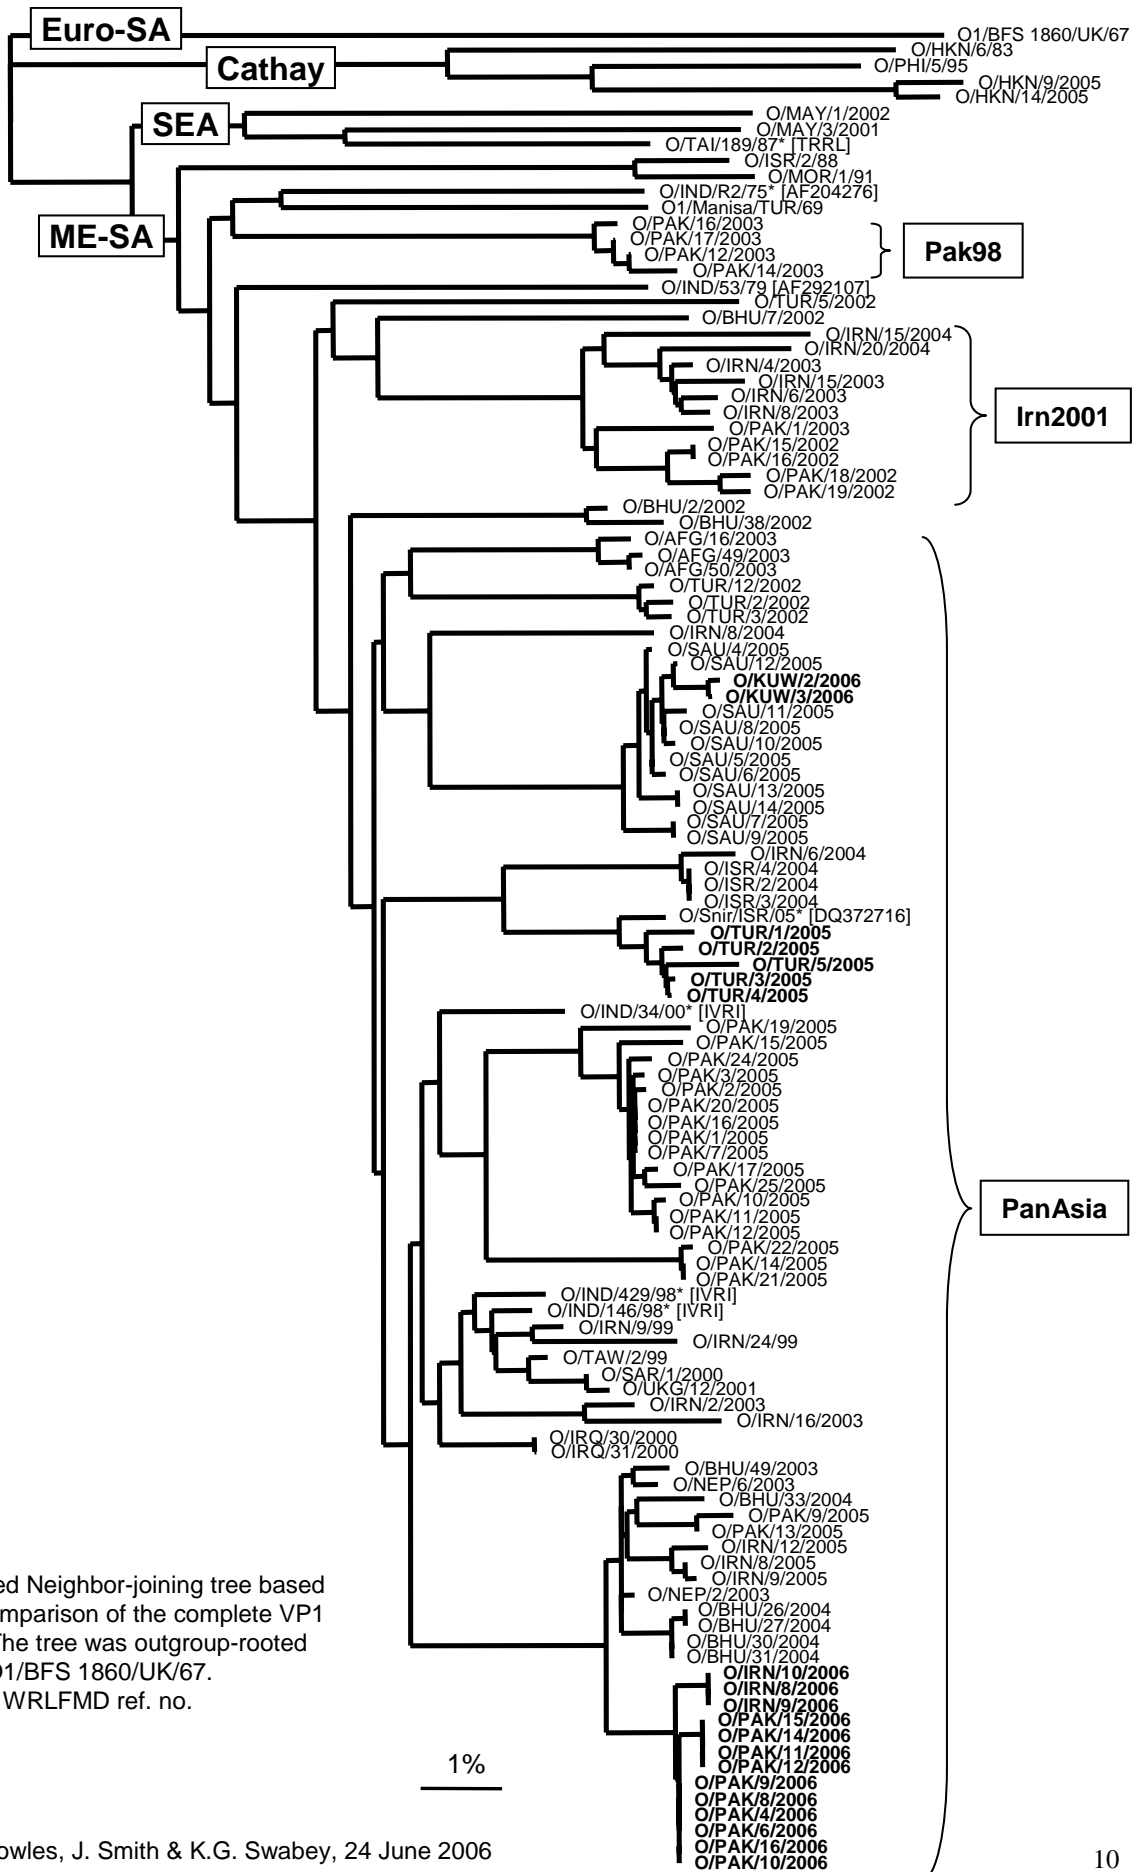 Euro-SA
O1/BFS 1860/UK/67
O/HKN/6/83
Cathay
O/PHI/5/95
O/HKN/9/2005
O/HKN/14/2005
O/MAY/1/2002
SEA
O/MAY/3/2001
O/TAI/189/87* [TRRL]
O/ISR/2/88
O/MOR/1/91
O/IND/R2/75* [AF204276]
O1/Manisa/TUR/69
ME-SA
O/PAK/16/2003
O/PAK/17/2003
O/PAK/12/2003
O/PAK/14/2003
Pak98
O/IND/53/79 [AF292107]
O/TUR/5/2002
O/BHU/7/2002
O/IRN/15/2004
O/IRN/20/2004
O/IRN/4/2003
O/IRN/15/2003
O/IRN/6/2003
O/IRN/8/2003
Irn2001
O/PAK/1/2003
O/PAK/15/2002
O/PAK/16/2002
O/PAK/18/2002
O/PAK/19/2002
O/BHU/2/2002
O/BHU/38/2002
O/AFG/16/2003
O/AFG/49/2003
O/AFG/50/2003
O/TUR/12/2002
O/TUR/2/2002
O/TUR/3/2002
O/IRN/8/2004
O/SAU/4/2005
O/SAU/12/2005
O/KUW/2/2006
O/KUW/3/2006
O/SAU/11/2005
O/SAU/8/2005
O/SAU/10/2005
O/SAU/5/2005
O/SAU/6/2005
O/SAU/13/2005
O/SAU/14/2005
O/SAU/7/2005
O/SAU/9/2005
O/IRN/6/2004
O/ISR/4/2004
O/ISR/2/2004
O/ISR/3/2004
O/Snir/ISR/05* [DQ372716]
O/TUR/1/2005
O/TUR/2/2005
O/TUR/5/2005
O/TUR/3/2005
O/TUR/4/2005
O/IND/34/00* [IVRI]
O/PAK/19/2005
O/PAK/15/2005
O/PAK/24/2005
O/PAK/3/2005
O/PAK/2/2005
O/PAK/20/2005
O/PAK/16/2005
O/PAK/1/2005
O/PAK/7/2005
O/PAK/17/2005
O/PAK/25/2005
O/PAK/10/2005
O/PAK/11/2005
O/PAK/12/2005
PanAsia
O/PAK/22/2005
O/PAK/14/2005
O/PAK/21/2005
O/IND/429/98* [IVRI]
O/IND/146/98* [IVRI]
O/IRN/9/99
O/IRN/24/99
O/TAW/2/99
O/SAR/1/2000
O/UKG/12/2001
O/IRN/2/2003
O/IRN/16/2003
O/IRQ/30/2000
O/IRQ/31/2000
O/BHU/49/2003
O/NEP/6/2003
O/BHU/33/2004
O/PAK/9/2005
O/PAK/13/2005
O/IRN/12/2005
O/IRN/8/2005
O/IRN/9/2005
O/NEP/2/2003
O/BHU/26/2004
O/BHU/27/2004
O/BHU/30/2004
O/BHU/31/2004
O/IRN/10/2006
O/IRN/8/2006
O/IRN/9/2006
O/PAK/15/2006
O/PAK/14/2006
O/PAK/11/2006
O/PAK/12/2006
O/PAK/9/2006
O/PAK/8/2006
O/PAK/4/2006
O/PAK/6/2006
O/PAK/16/2006
O/PAK/10/2006
ed Neighbor-joining tree based
mparison of the complete VP1
The tree was outgroup-rooted
O1/BFS 1860/UK/67.
WRLFMD ref. no.
1%
owles, J. Smith & K.G. Swabey, 24 June 2006
10